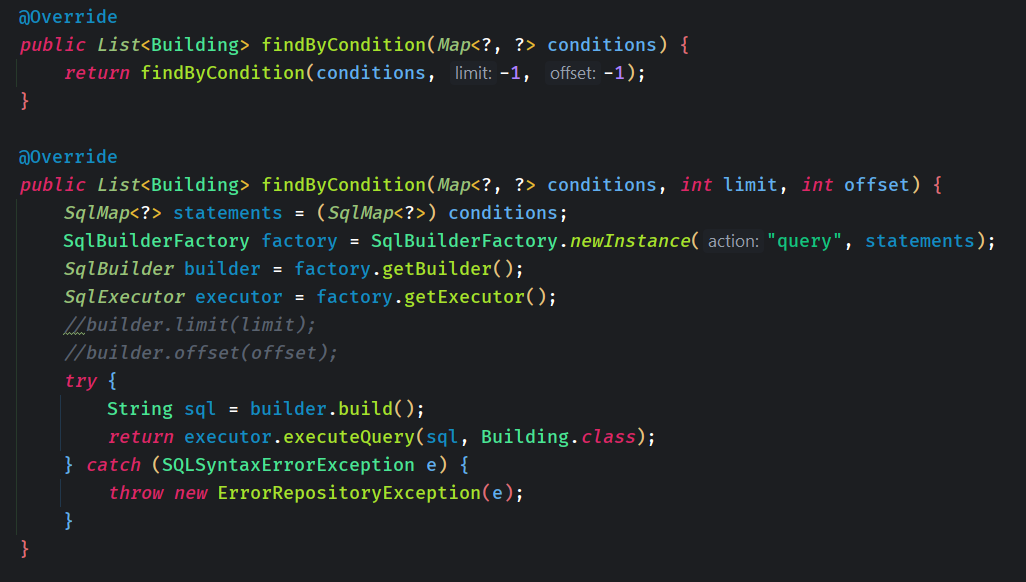 @Override
public List<Building> findByCondition(Map<?, ?> conditions) {
    return findByCondition(conditions, limit: -1, offset: -1);
}

@Override
public List<Building> findByCondition(Map<?, ?> conditions, int limit, int offset) {
    SqlMap<?> statements = (SqlMap<?>) conditions;
    SqlBuilderFactory factory = SqlBuilderFactory.newInstance( action: "query", statements);
    SqlBuilder builder = factory.getBuilder();
    SqlExecutor executor = factory.getExecutor();
    //builder.limit(limit);
    //builder.offset(offset);
    try {
        String sql = builder.build();
        return executor.executeQuery(sql, Building.class);
    } catch (SQLSyntaxErrorException e) {
        throw new ErrorRepositoryException(e);
    }
}